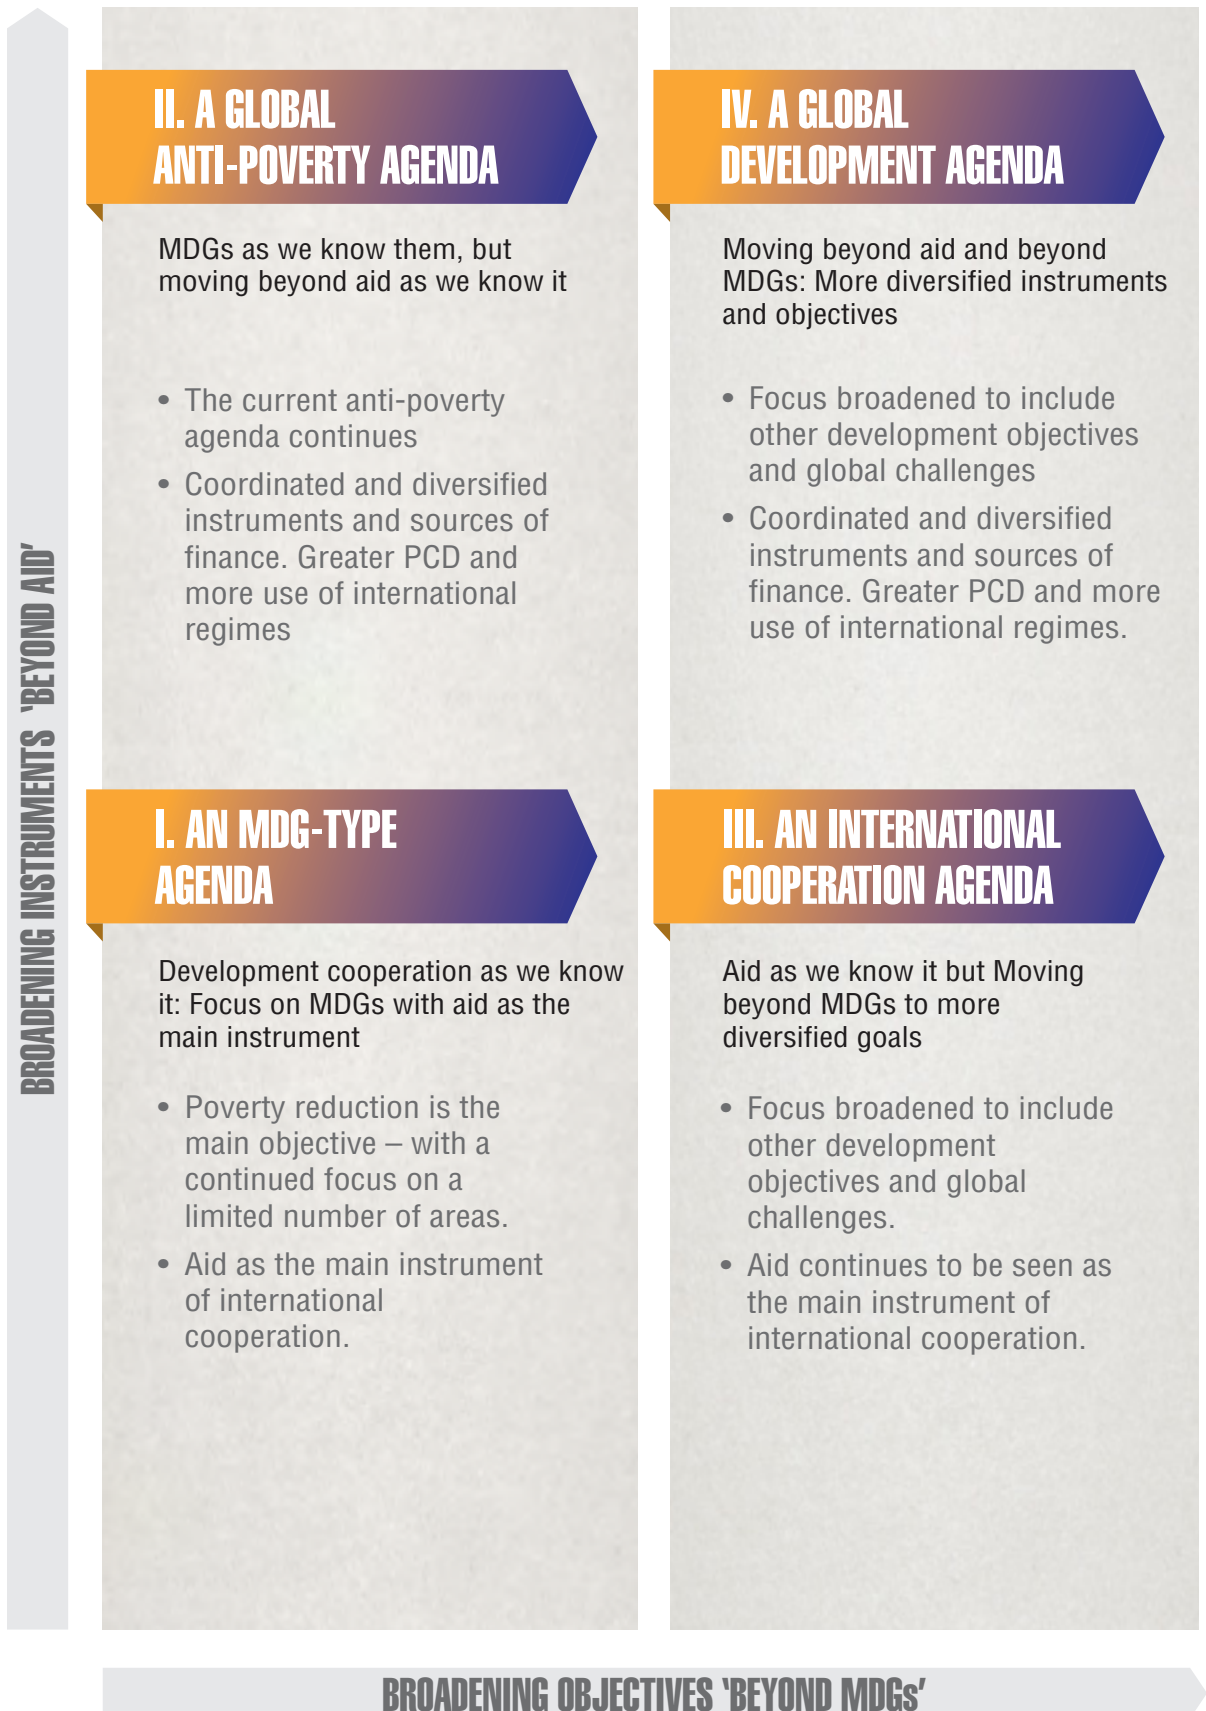 II. A GLOBAL
ANTI-POVERTY AGENDA
MDGs as we know them, but
moving beyond aid as we know it
• The current anti-poverty
agenda continues
• Coordinated and diversified
instruments and sources of
finance. Greater PCD and
more use of international
regimes
IV. A GLOBAL
DEVELOPMENT AGENDA
Moving beyond aid and beyond
MDGs: More diversified instruments
and objectives
• Focus broadened to include
other development objectives
and global challenges
• Coordinated and diversified
instruments and sources of
finance. Greater PCD and more
use of international regimes.
I. AN MDG-TYPE
AGENDA
Development cooperation as we know
it: Focus on MDGs with aid as the
main instrument
• Poverty reduction is the
main objective – with a
continued focus on a
limited number of areas.
• Aid as the main instrument
of international
cooperation.
III. AN INTERNATIONAL
COOPERATION AGENDA
Aid as we know it but Moving
beyond MDGs to more
diversified goals
• Focus broadened to include
other development
objectives and global
challenges.
• Aid continues to be seen as
the main instrument of
international cooperation.
BROADENING INSTRUMENTS ‘BEYOND AID’
BROADENING OBJECTIVES ‘BEYOND MDGs’